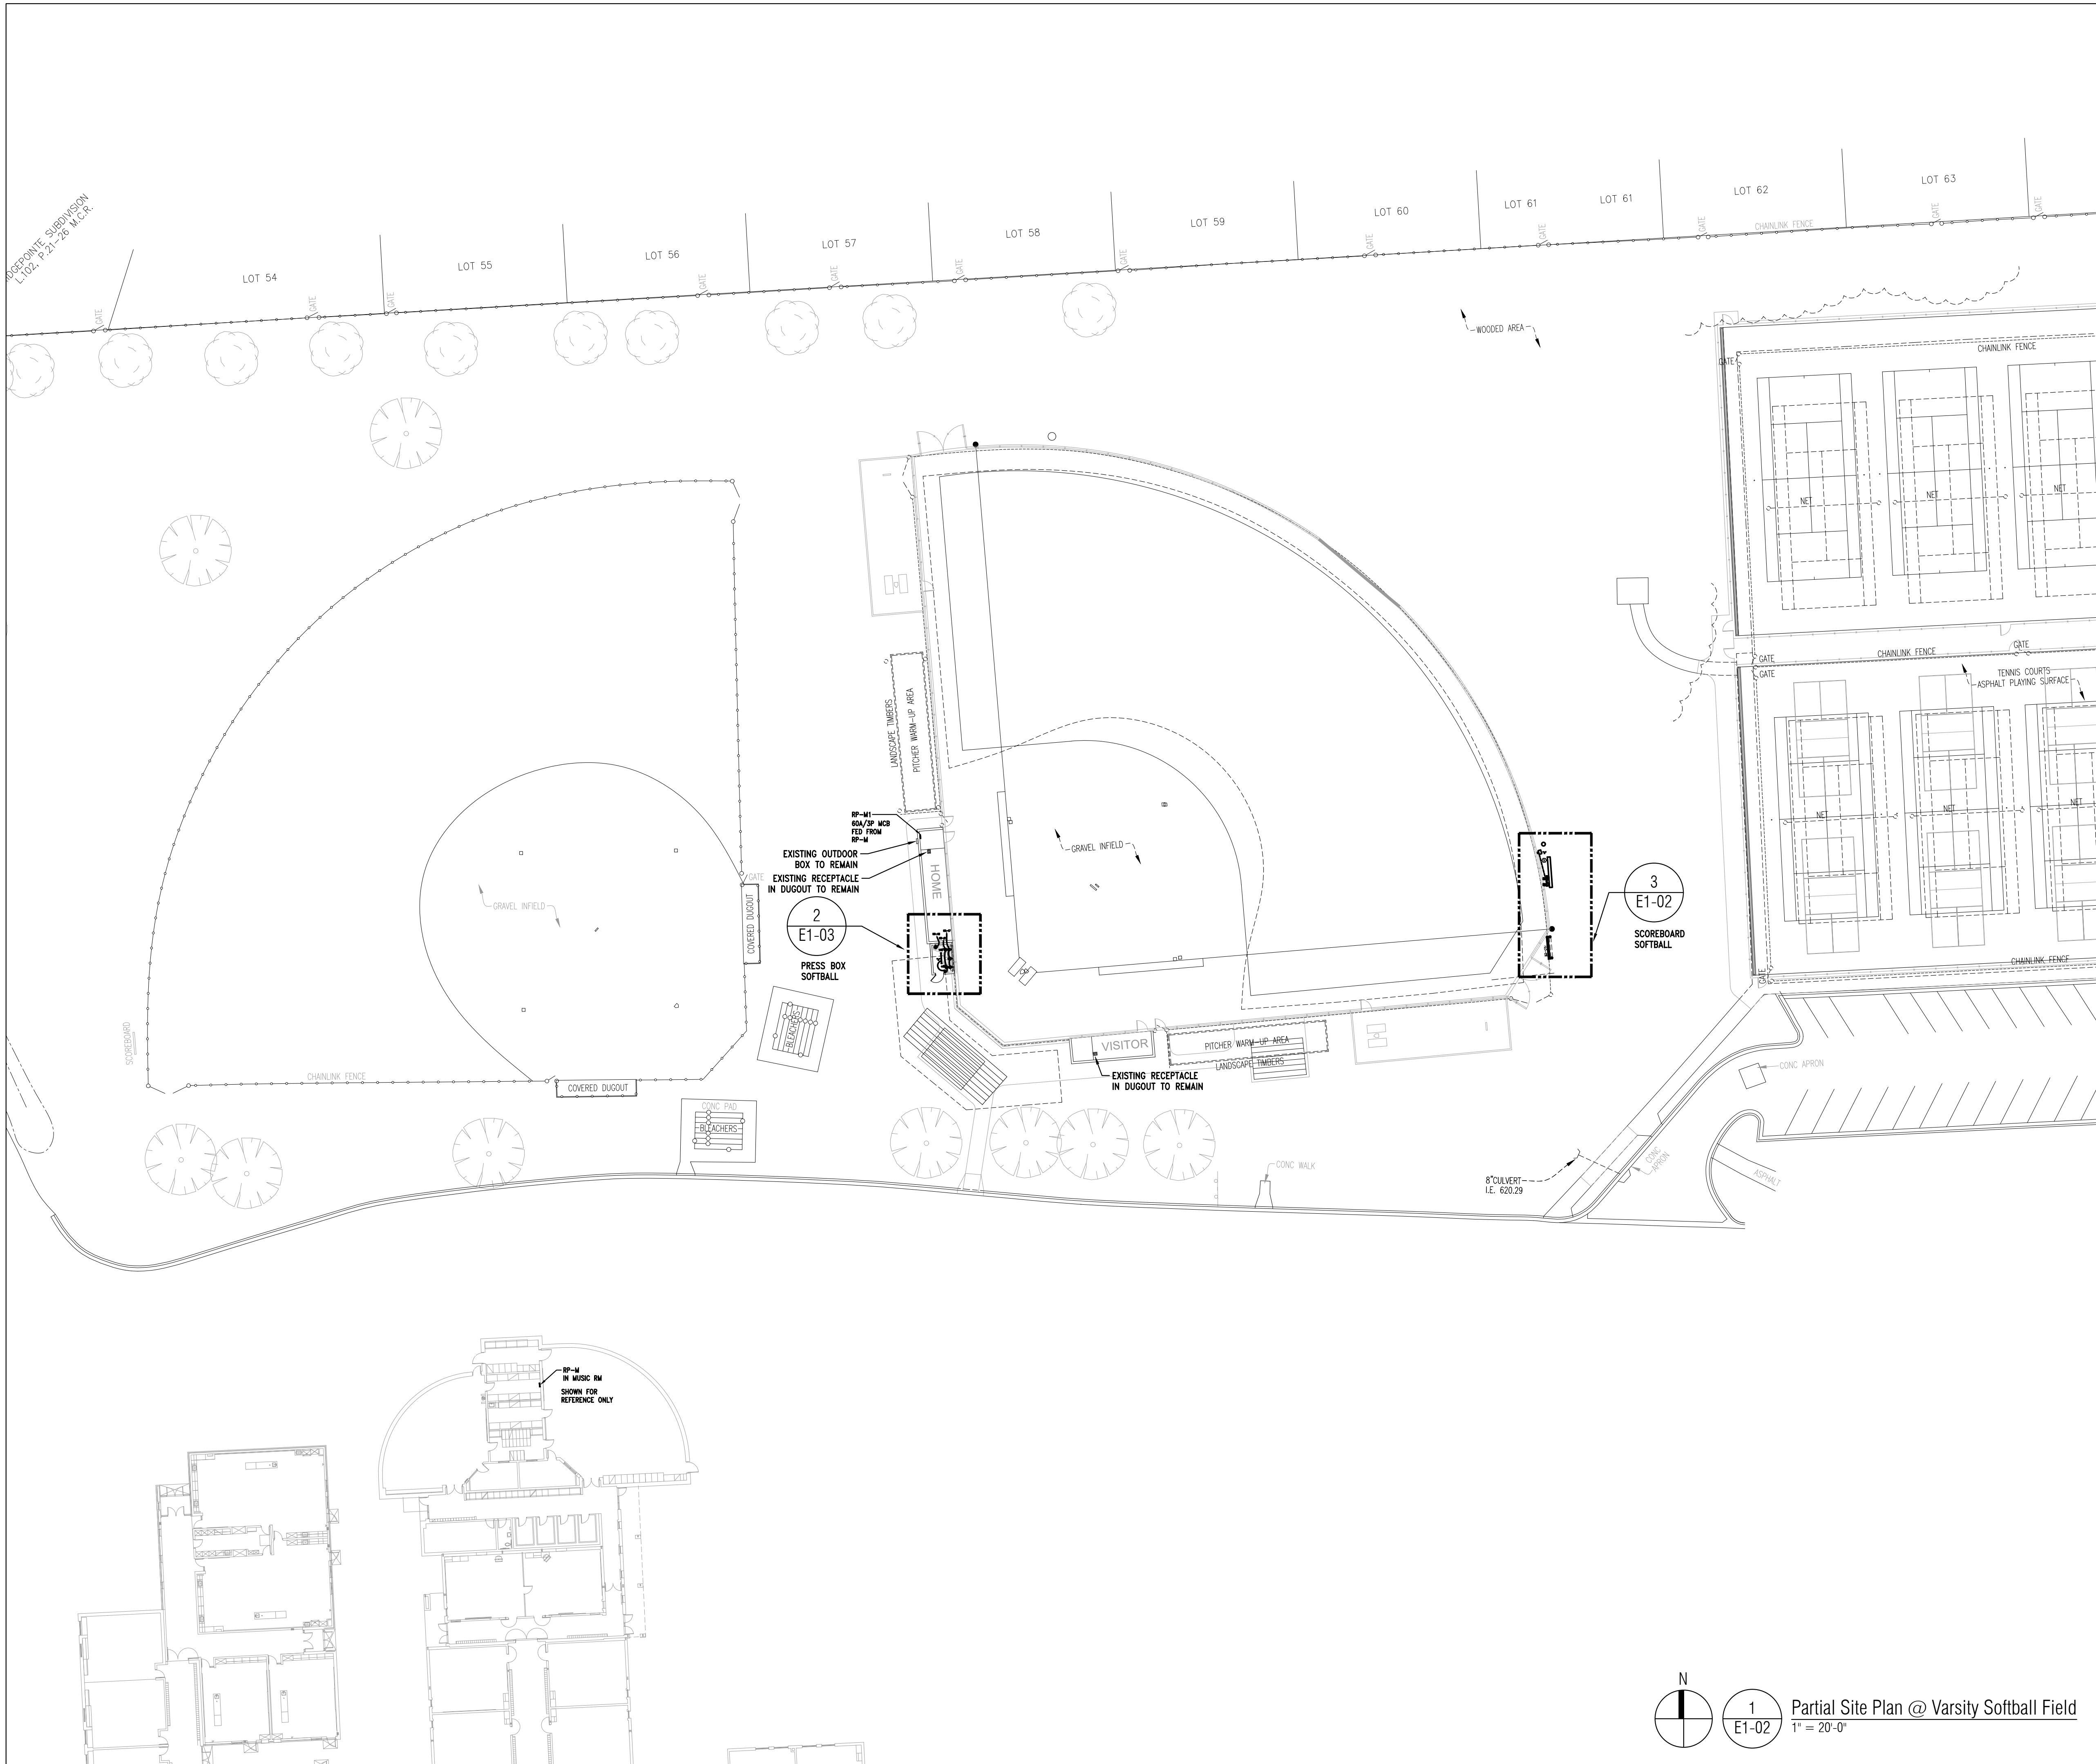 DGEPOINTE SUBDIVISION
L.102, P.21-26 M.C.R.
LOT 54
LOT 55
LOT 56
LOT 57
LOT 58
LOT 59
LOT 60
LOT 61
LOT 61
LOT 62
LOT 63
GATE
GATE
GATE
GATE
GATE
GATE
GATE
GATE
GATE
GATE
GATE
GATE
CHAINLINK FENCE
WOODED AREA
CHAINLINK FENCE
GATE
NET
NET
NET
GATE
GATE
CHAINLINK FENCE
GATE
TENNIS COURTS
ASPHALT PLAYING SURFACE
NET
NET
NET
CHAINLINK FENCE
GATE
LANDSCAPE TIMBERS
PITCHER WARM-UP AREA
RP-M1
60A/3P MCB
FED FROM
RP-M
EXISTING OUTDOOR
BOX TO REMAIN
EXISTING RECEPTACLE
IN DUGOUT TO REMAIN
HOME
2
E1-03
PRESS BOX
SOFTBALL
GRAVEL INFIELD
3
E1-02
SCOREBOARD
SOFTBALL
GRAVEL INFIELD
GATE
COVERED DUGOUT
BLEACHERS
SCOREBOARD
CHAINLINK FENCE
COVERED DUGOUT
CONC PAD
BLEACHERS
VISITOR
PITCHER WARM-UP AREA
LANDSCAPE TIMBERS
EXISTING RECEPTACLE
IN DUGOUT TO REMAIN
CONC WALK
8"CULVERT
I.E. 620.29
CONC
APRON
CONC APRON
ASPHALT
RP-M
IN MUSIC RM
SHOWN FOR
REFERENCE ONLY
N
1
E1-02
Partial Site Plan @ Varsity Softball Field
1" = 20'-0"